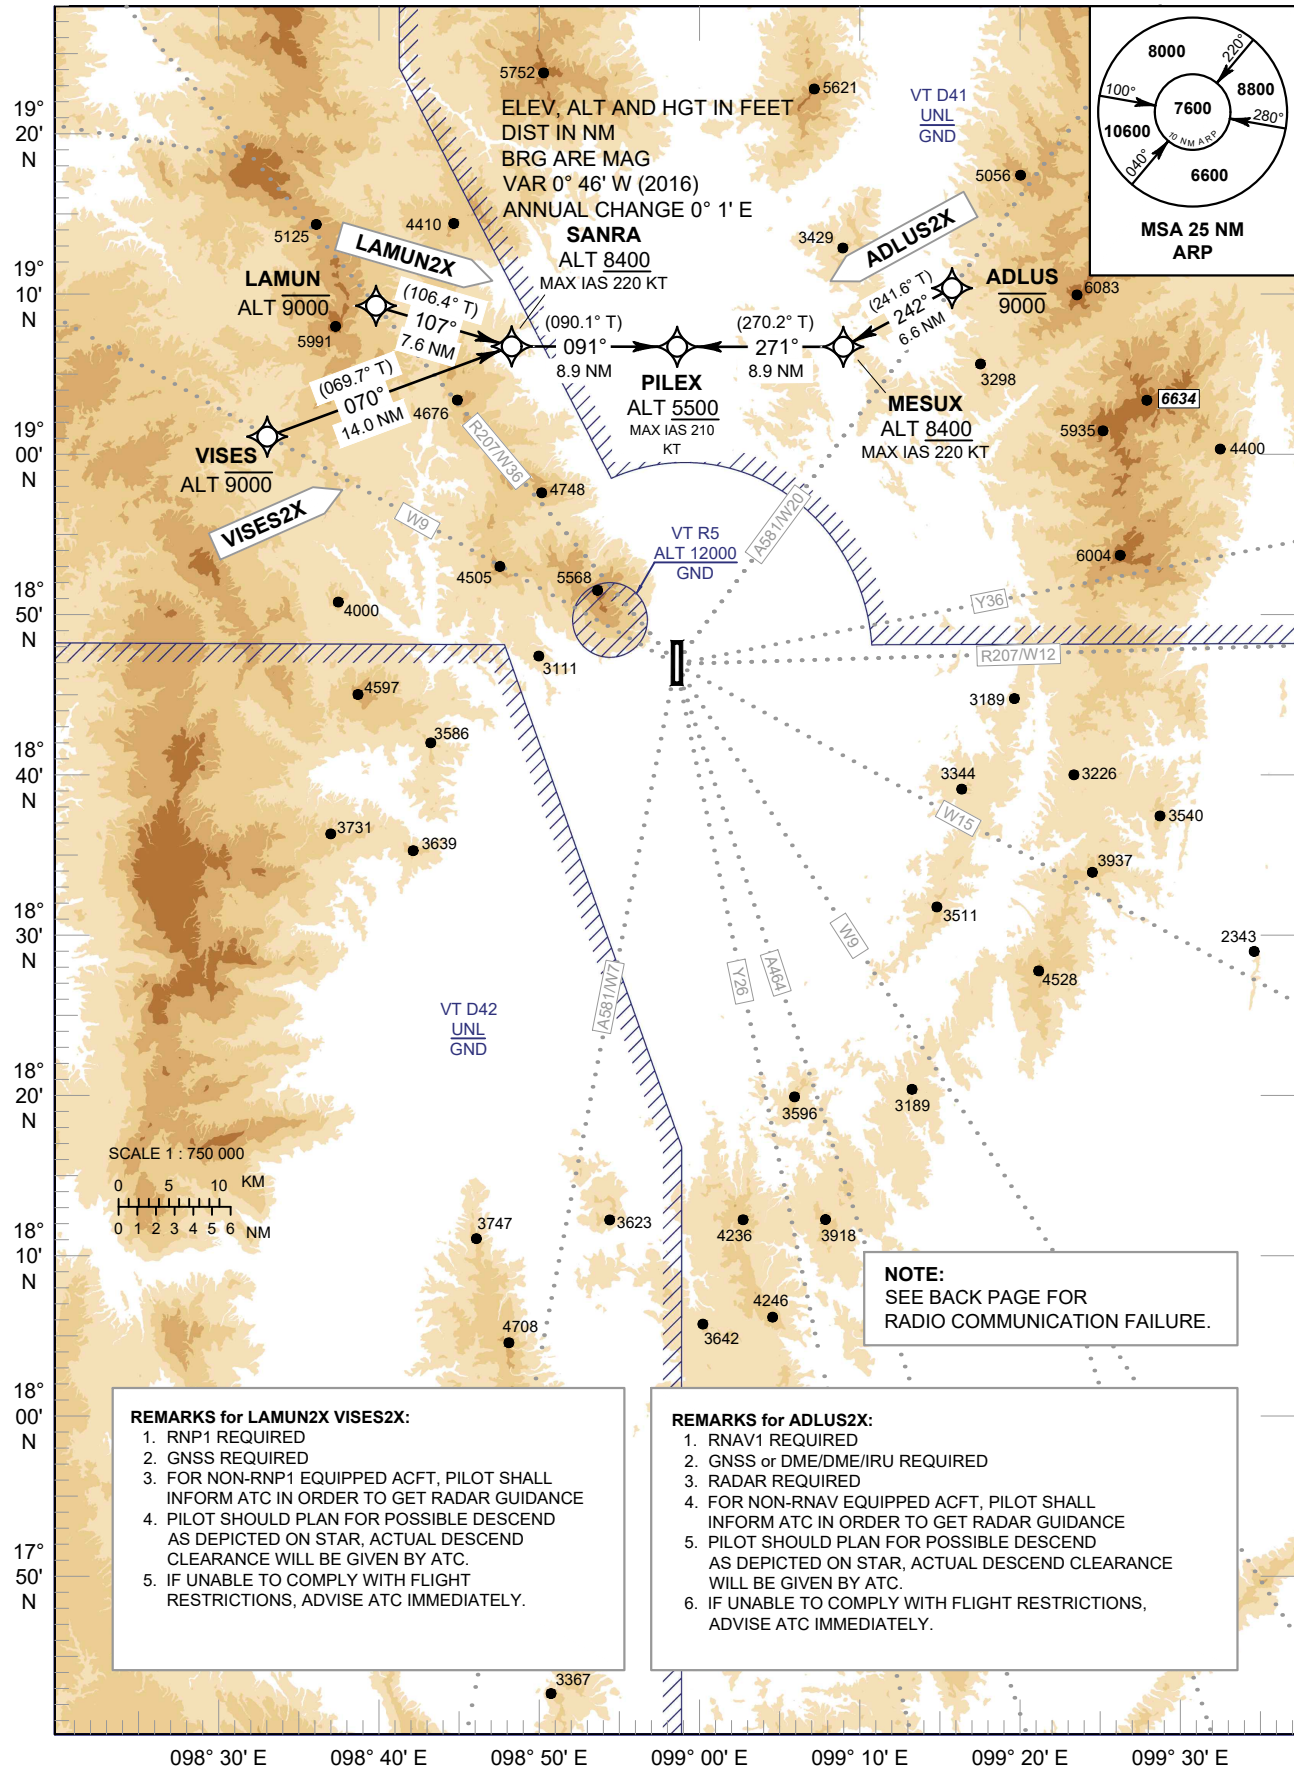 5752
5621
ELEV, ALT AND HGT IN FEET
DIST IN NM
BRG ARE MAG
VAR 0° 46' W (2016)
ANNUAL CHANGE 0° 1' E
VT D41
UNL
GND
8000
220°
8800
100°
7600
280°
10 NM ARP
10600
040°
6600
MSA 25 NM
ARP
19°
20'
N
5056
5125
4410
3429
LAMUN2X
ADLUS2X
SANRA
ALT 8400
MAX IAS 220 KT
19°
10'
N
LAMUN
ALT 9000
ADLUS
9000
6083
5991
(106.4° T)
107°
7.6 NM
(090.1° T)
091°
8.9 NM
(270.2° T)
271°
8.9 NM
(241.6° T)
242°
6.6 NM
3298
PILEX
ALT 5500
MAX IAS 210
KT
MESUX
ALT 8400
MAX IAS 220 KT
(069.7° T)
070°
14.0 NM
4676
6634
5935
4400
19°
00'
N
VISES
ALT 9000
VISES2X
R207/W36
W9
4748
A581/W20
VT R5
ALT 12000
GND
4505
5568
6004
18°
50'
N
4000
Y36
3111
R207/W12
4597
3189
3586
18°
40'
N
3344
3226
W15
3540
3731
3639
3937
18°
30'
N
3511
W9
2343
4528
A581/W7
Y26
A464
VT D42
UNL
GND
18°
20'
N
3596
3189
SCALE 1 : 750 000
0 5 10 KM
0 1 2 3 4 5 6 NM
18°
10'
N
3747
3623
4236
3918
4246
3642
4708
NOTE:
SEE BACK PAGE FOR
RADIO COMMUNICATION FAILURE.
18°
00'
N
REMARKS for LAMUN2X VISES2X:
1. RNP1 REQUIRED
2. GNSS REQUIRED
3. FOR NON-RNP1 EQUIPPED ACFT, PILOT SHALL
INFORM ATC IN ORDER TO GET RADAR GUIDANCE
4. PILOT SHOULD PLAN FOR POSSIBLE DESCEND
AS DEPICTED ON STAR, ACTUAL DESCEND
CLEARANCE WILL BE GIVEN BY ATC.
5. IF UNABLE TO COMPLY WITH FLIGHT
RESTRICTIONS, ADVISE ATC IMMEDIATELY.
REMARKS for ADLUS2X:
1. RNAV1 REQUIRED
2. GNSS or DME/DME/IRU REQUIRED
3. RADAR REQUIRED
4. FOR NON-RNAV EQUIPPED ACFT, PILOT SHALL
INFORM ATC IN ORDER TO GET RADAR GUIDANCE
5. PILOT SHOULD PLAN FOR POSSIBLE DESCEND
AS DEPICTED ON STAR, ACTUAL DESCEND CLEARANCE
WILL BE GIVEN BY ATC.
6. IF UNABLE TO COMPLY WITH FLIGHT RESTRICTIONS,
ADVISE ATC IMMEDIATELY.
17°
50'
N
3367
098° 30' E
098° 40' E
098° 50' E
099° 00' E
099° 10' E
099° 20' E
099° 30' E